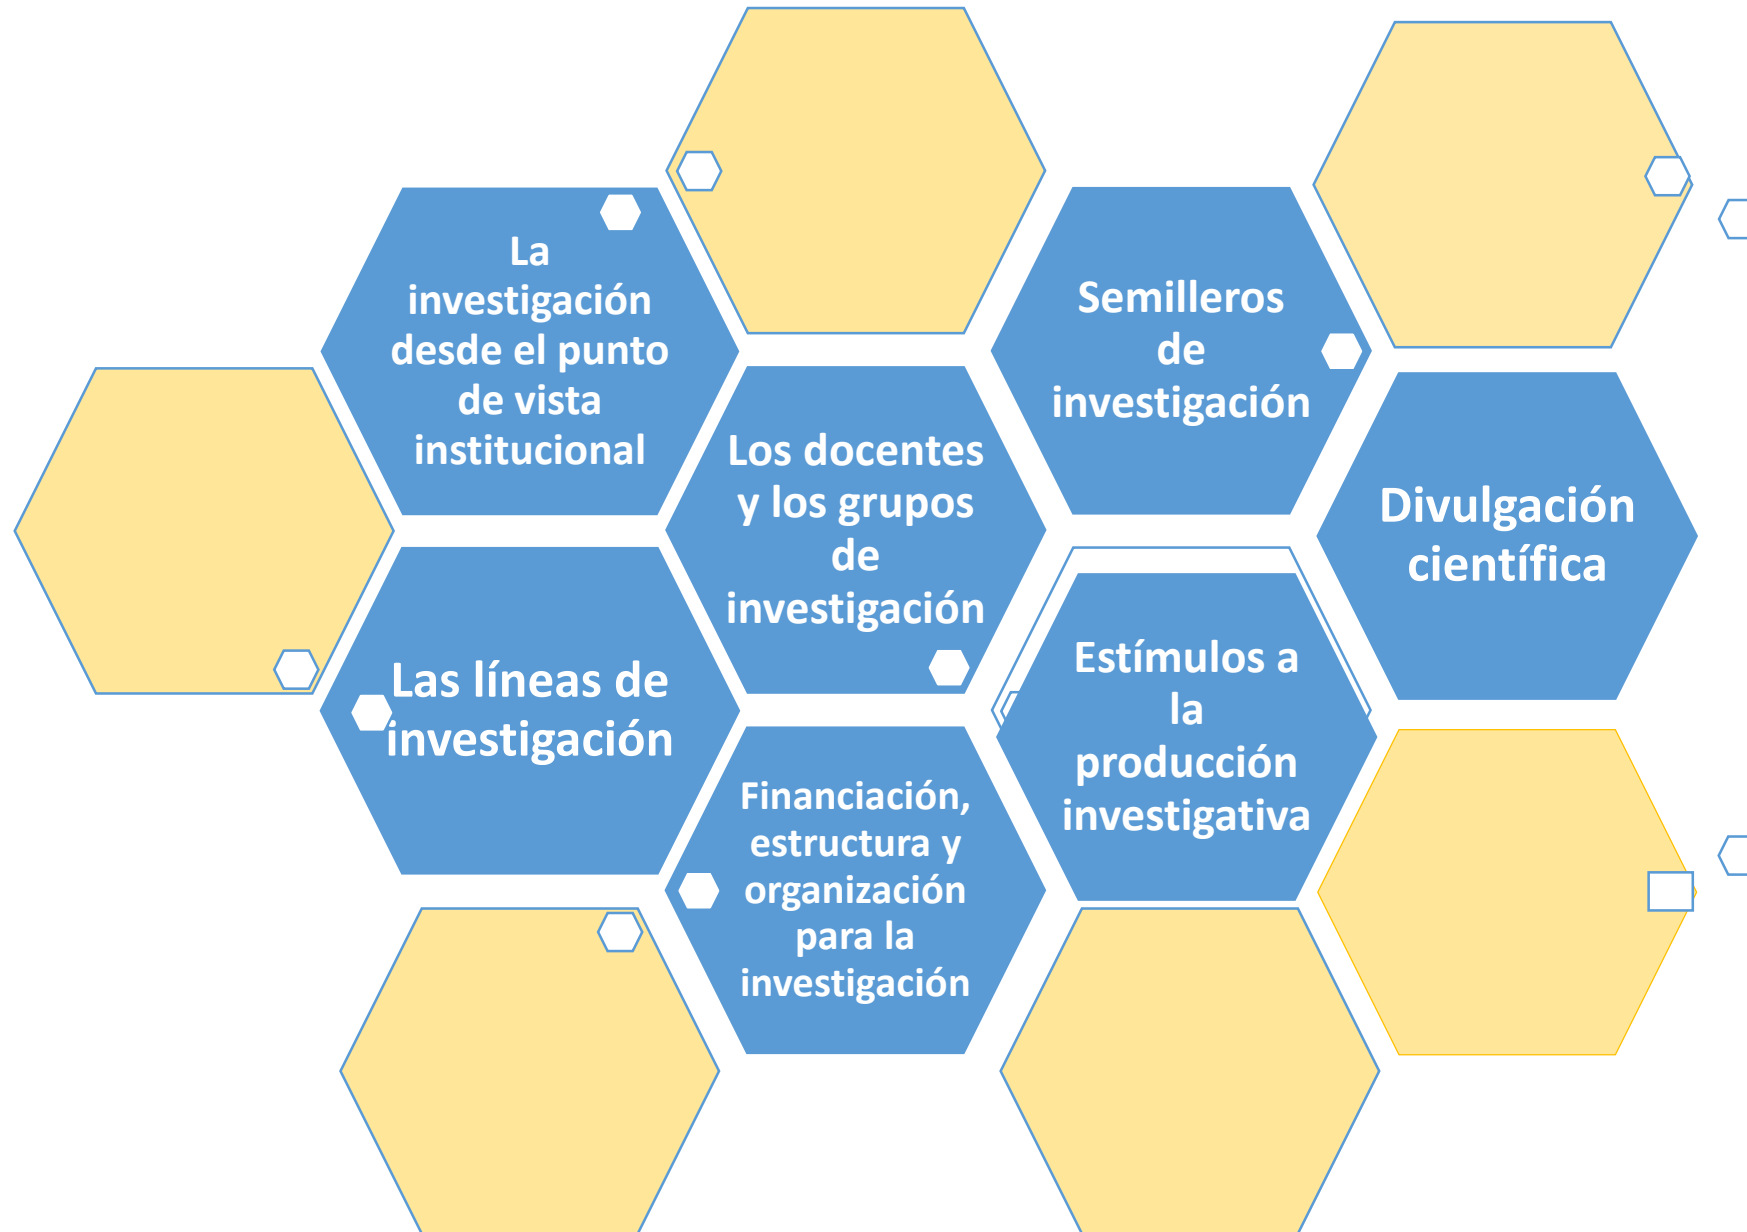 La
investigación
desde el punto
de vista
institucional
Los docentes
y los grupos
de
investigación
Semilleros
de
investigación
Divulgación
científica
Las líneas de
investigación
Financiación,
estructura y
organización
para la
investigación
Estímulos a
la
producción
investigativa